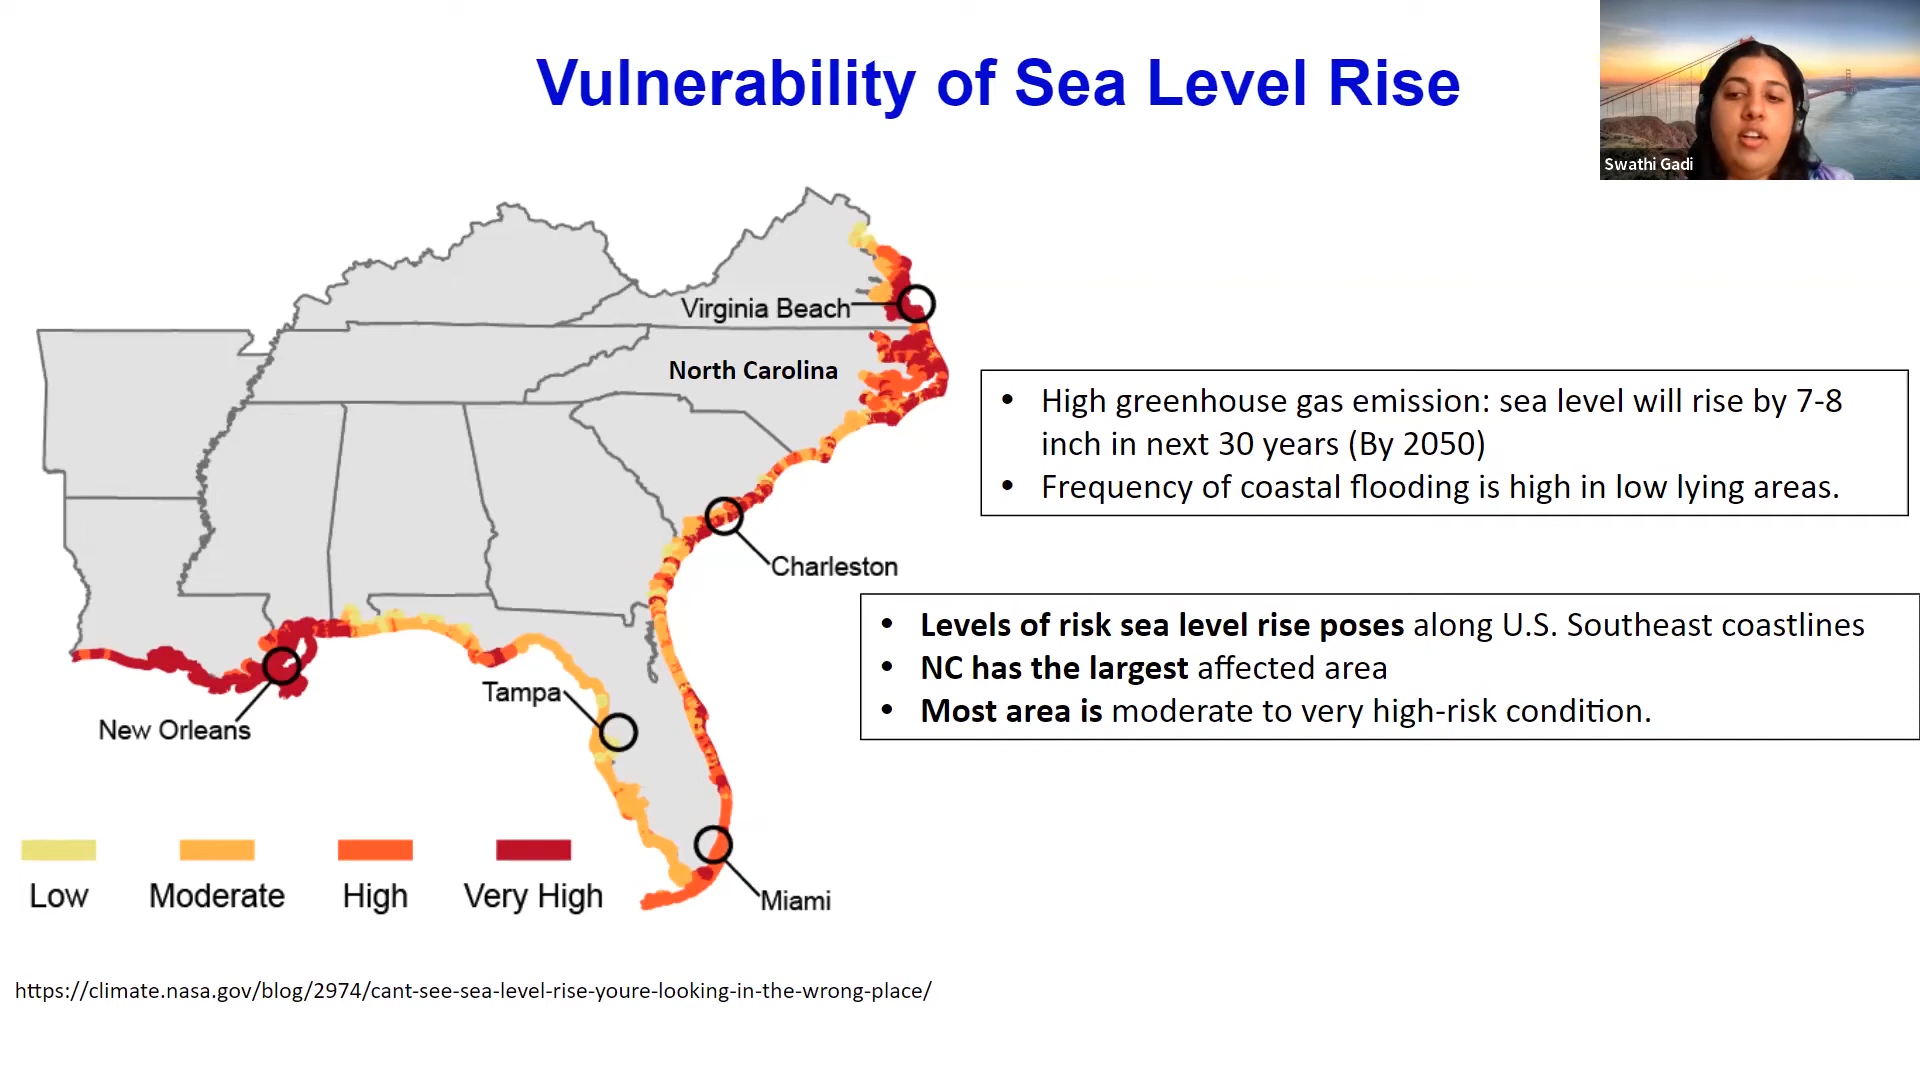 Vulnerability of Sea Level Rise
Swathi Gadi
Virginia Beach
North Carolina
• High greenhouse gas emission: sea level will rise by 7-8
inch in next 30 years (By 2050)
• Frequency of coastal flooding is high in low lying areas.
Charleston
• Levels of risk sea level rise poses along U.S. Southeast coastlines
• NC has the largest affected area
• Most area is moderate to very high-risk condition.
Tampa
New Orleans
Miami
Low Moderate High Very High
https://climate.nasa.gov/blog/2974/cant-see-sea-level-rise-youre-looking-in-the-wrong-place/